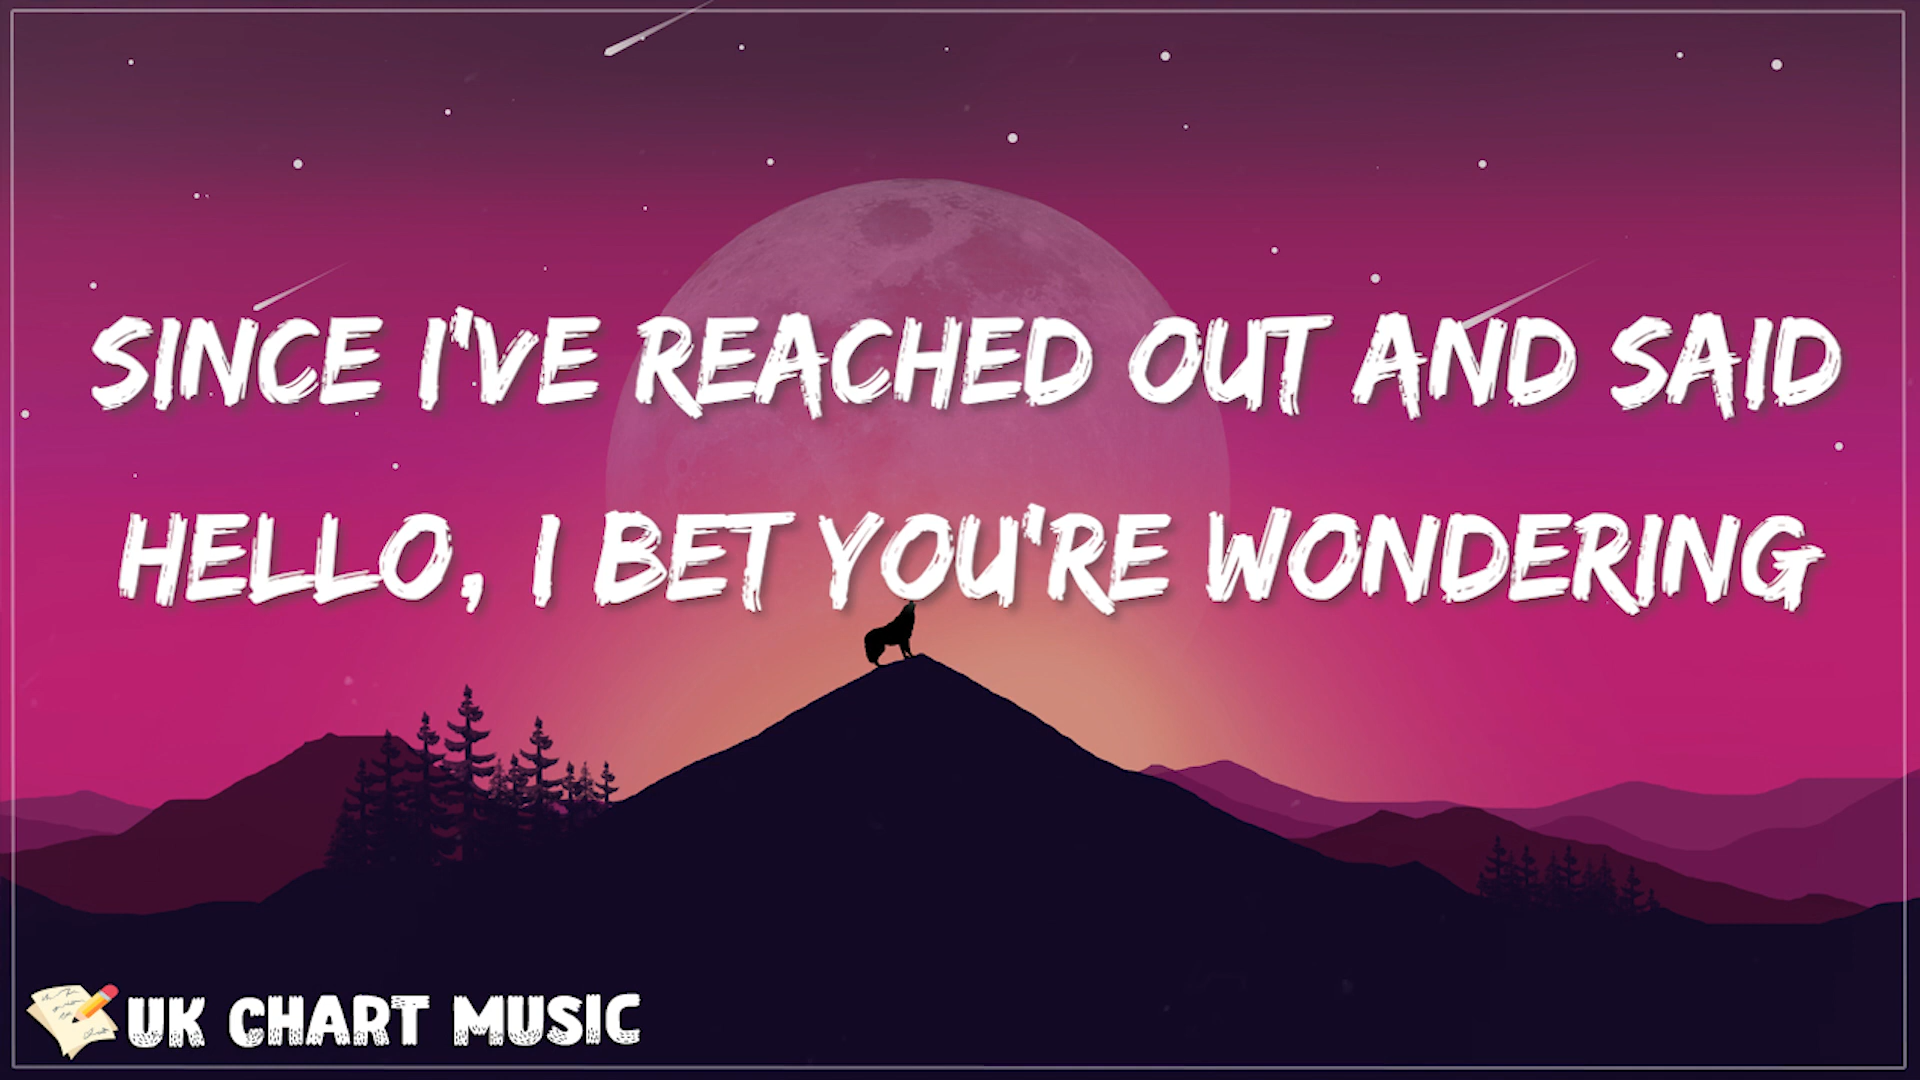 SINCE I'VE REACHED OUT AND SAID
HELLO, I BET YOU'RE WONDERING
UK CHART MUSIC